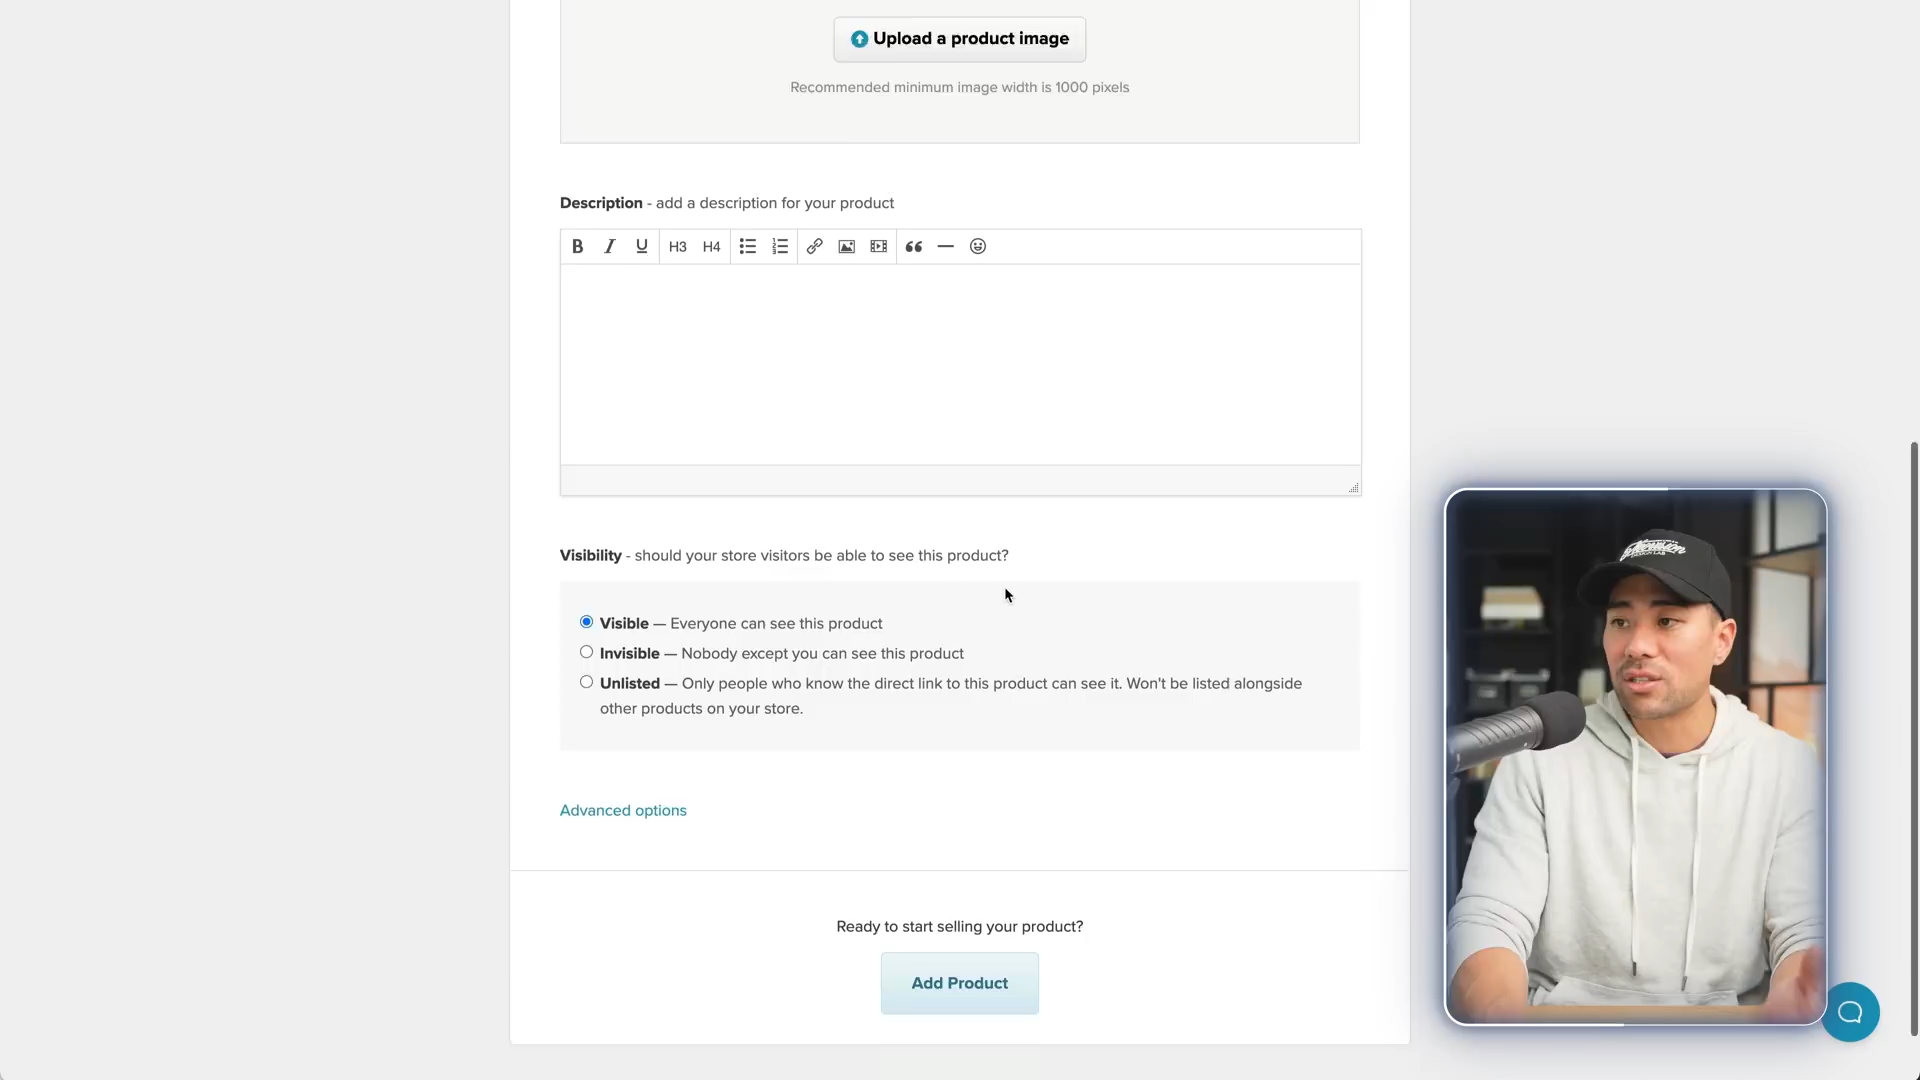 Upload a product image
Recommended minimum image width is 1000 pixels
Description - add a description for your product
B I U H3 H4
Visibility - should your store visitors be able to see this product?
Visible — Everyone can see this product
Invisible — Nobody except you can see this product
Unlisted — Only people who know the direct link to this product can see it. Won't be listed alongside
other products on your store.
Advanced options
Ready to start selling your product?
Add Product